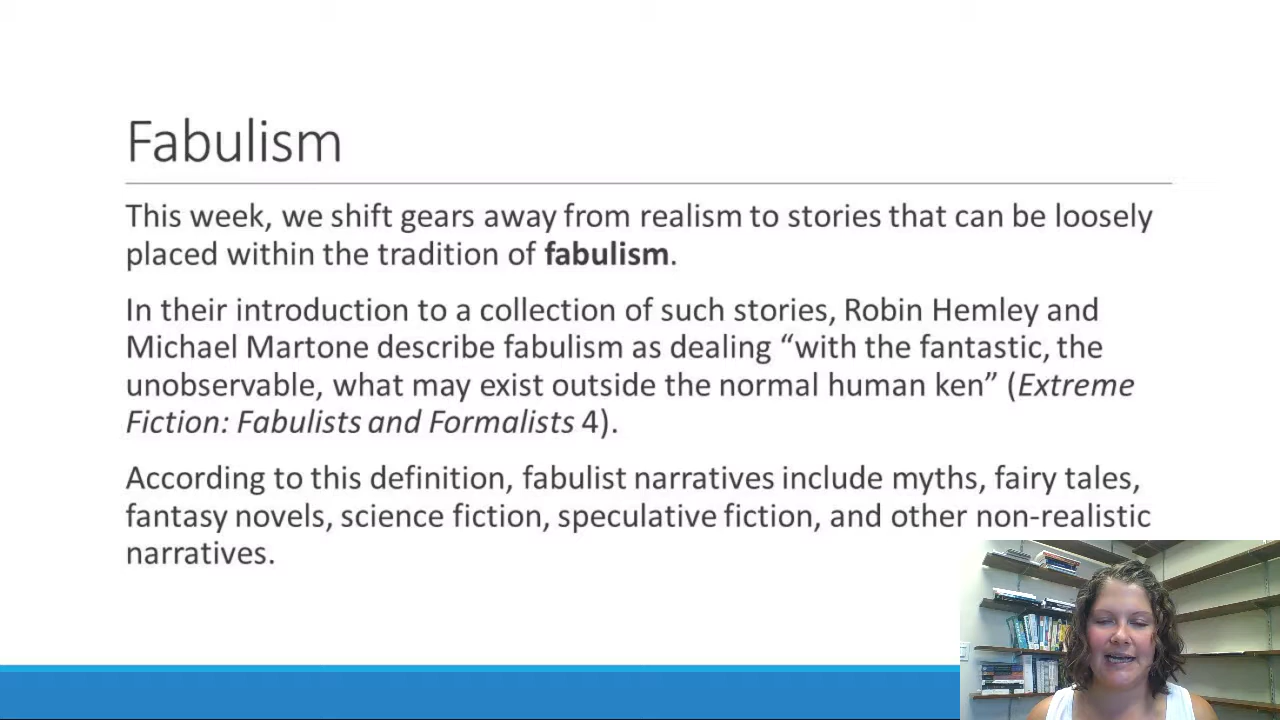 Fabulism
This week, we shift gears away from realism to stories that can be loosely
placed within the tradition of fabulism.
In their introduction to a collection of such stories, Robin Hemley and
Michael Martone describe fabulism as dealing “with the fantastic, the
unobservable, what may exist outside the normal human ken” (Extreme
Fiction: Fabulists and Formalists 4).
According to this definition, fabulist narratives include myths, fairy tales,
fantasy novels, science fiction, speculative fiction, and other non-realistic
narratives.